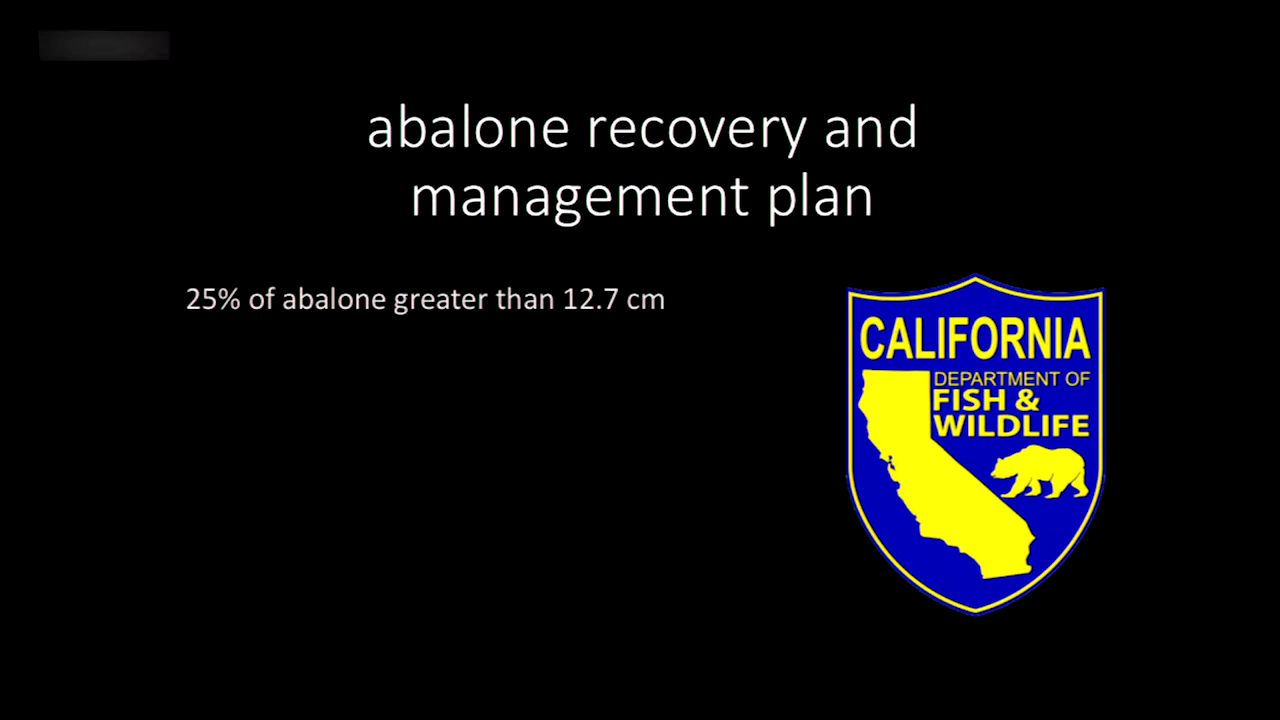 abalone recovery and
management plan
25% of abalone greater than 12.7 cm
CALIFORNIA
DEPARTMENT OF
FISH &
WILDLIFE